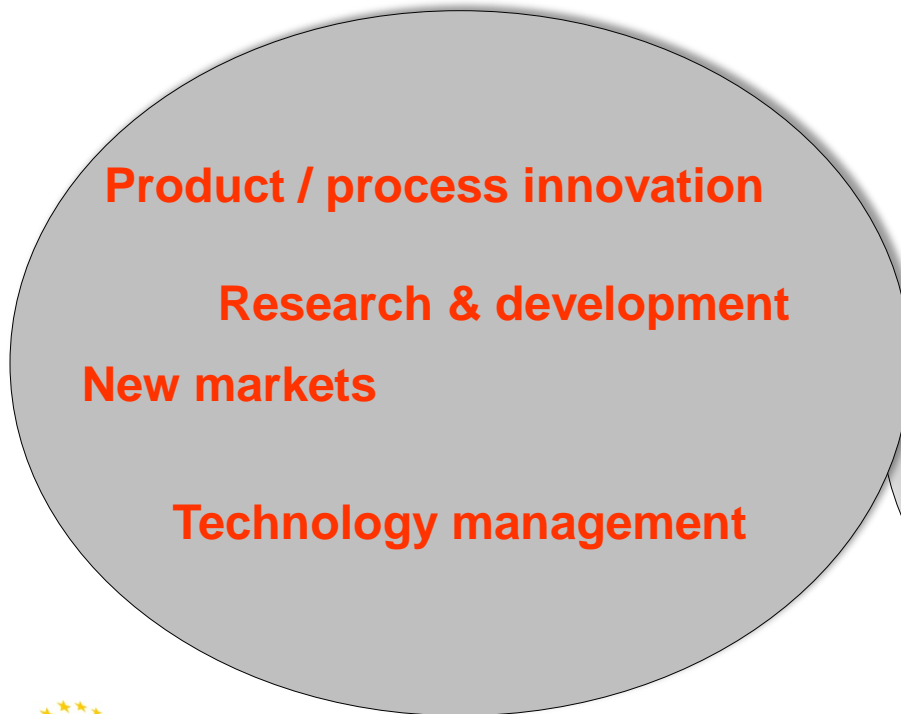 Product / process innovation
Research & development
New markets
Technology management